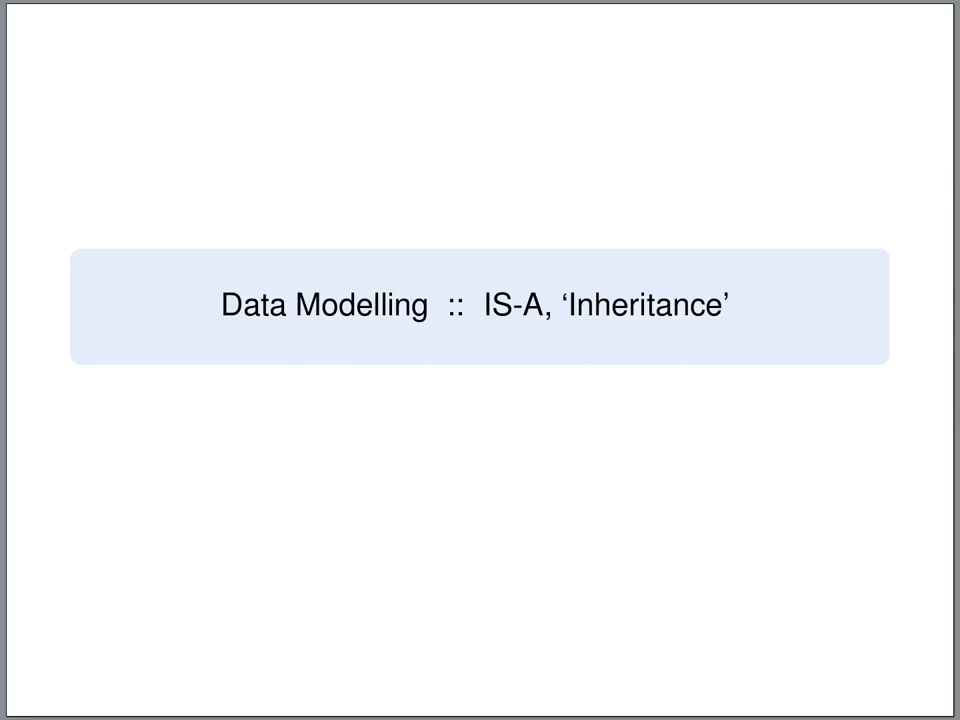 Data Modelling :: IS-A, ‘Inheritance’